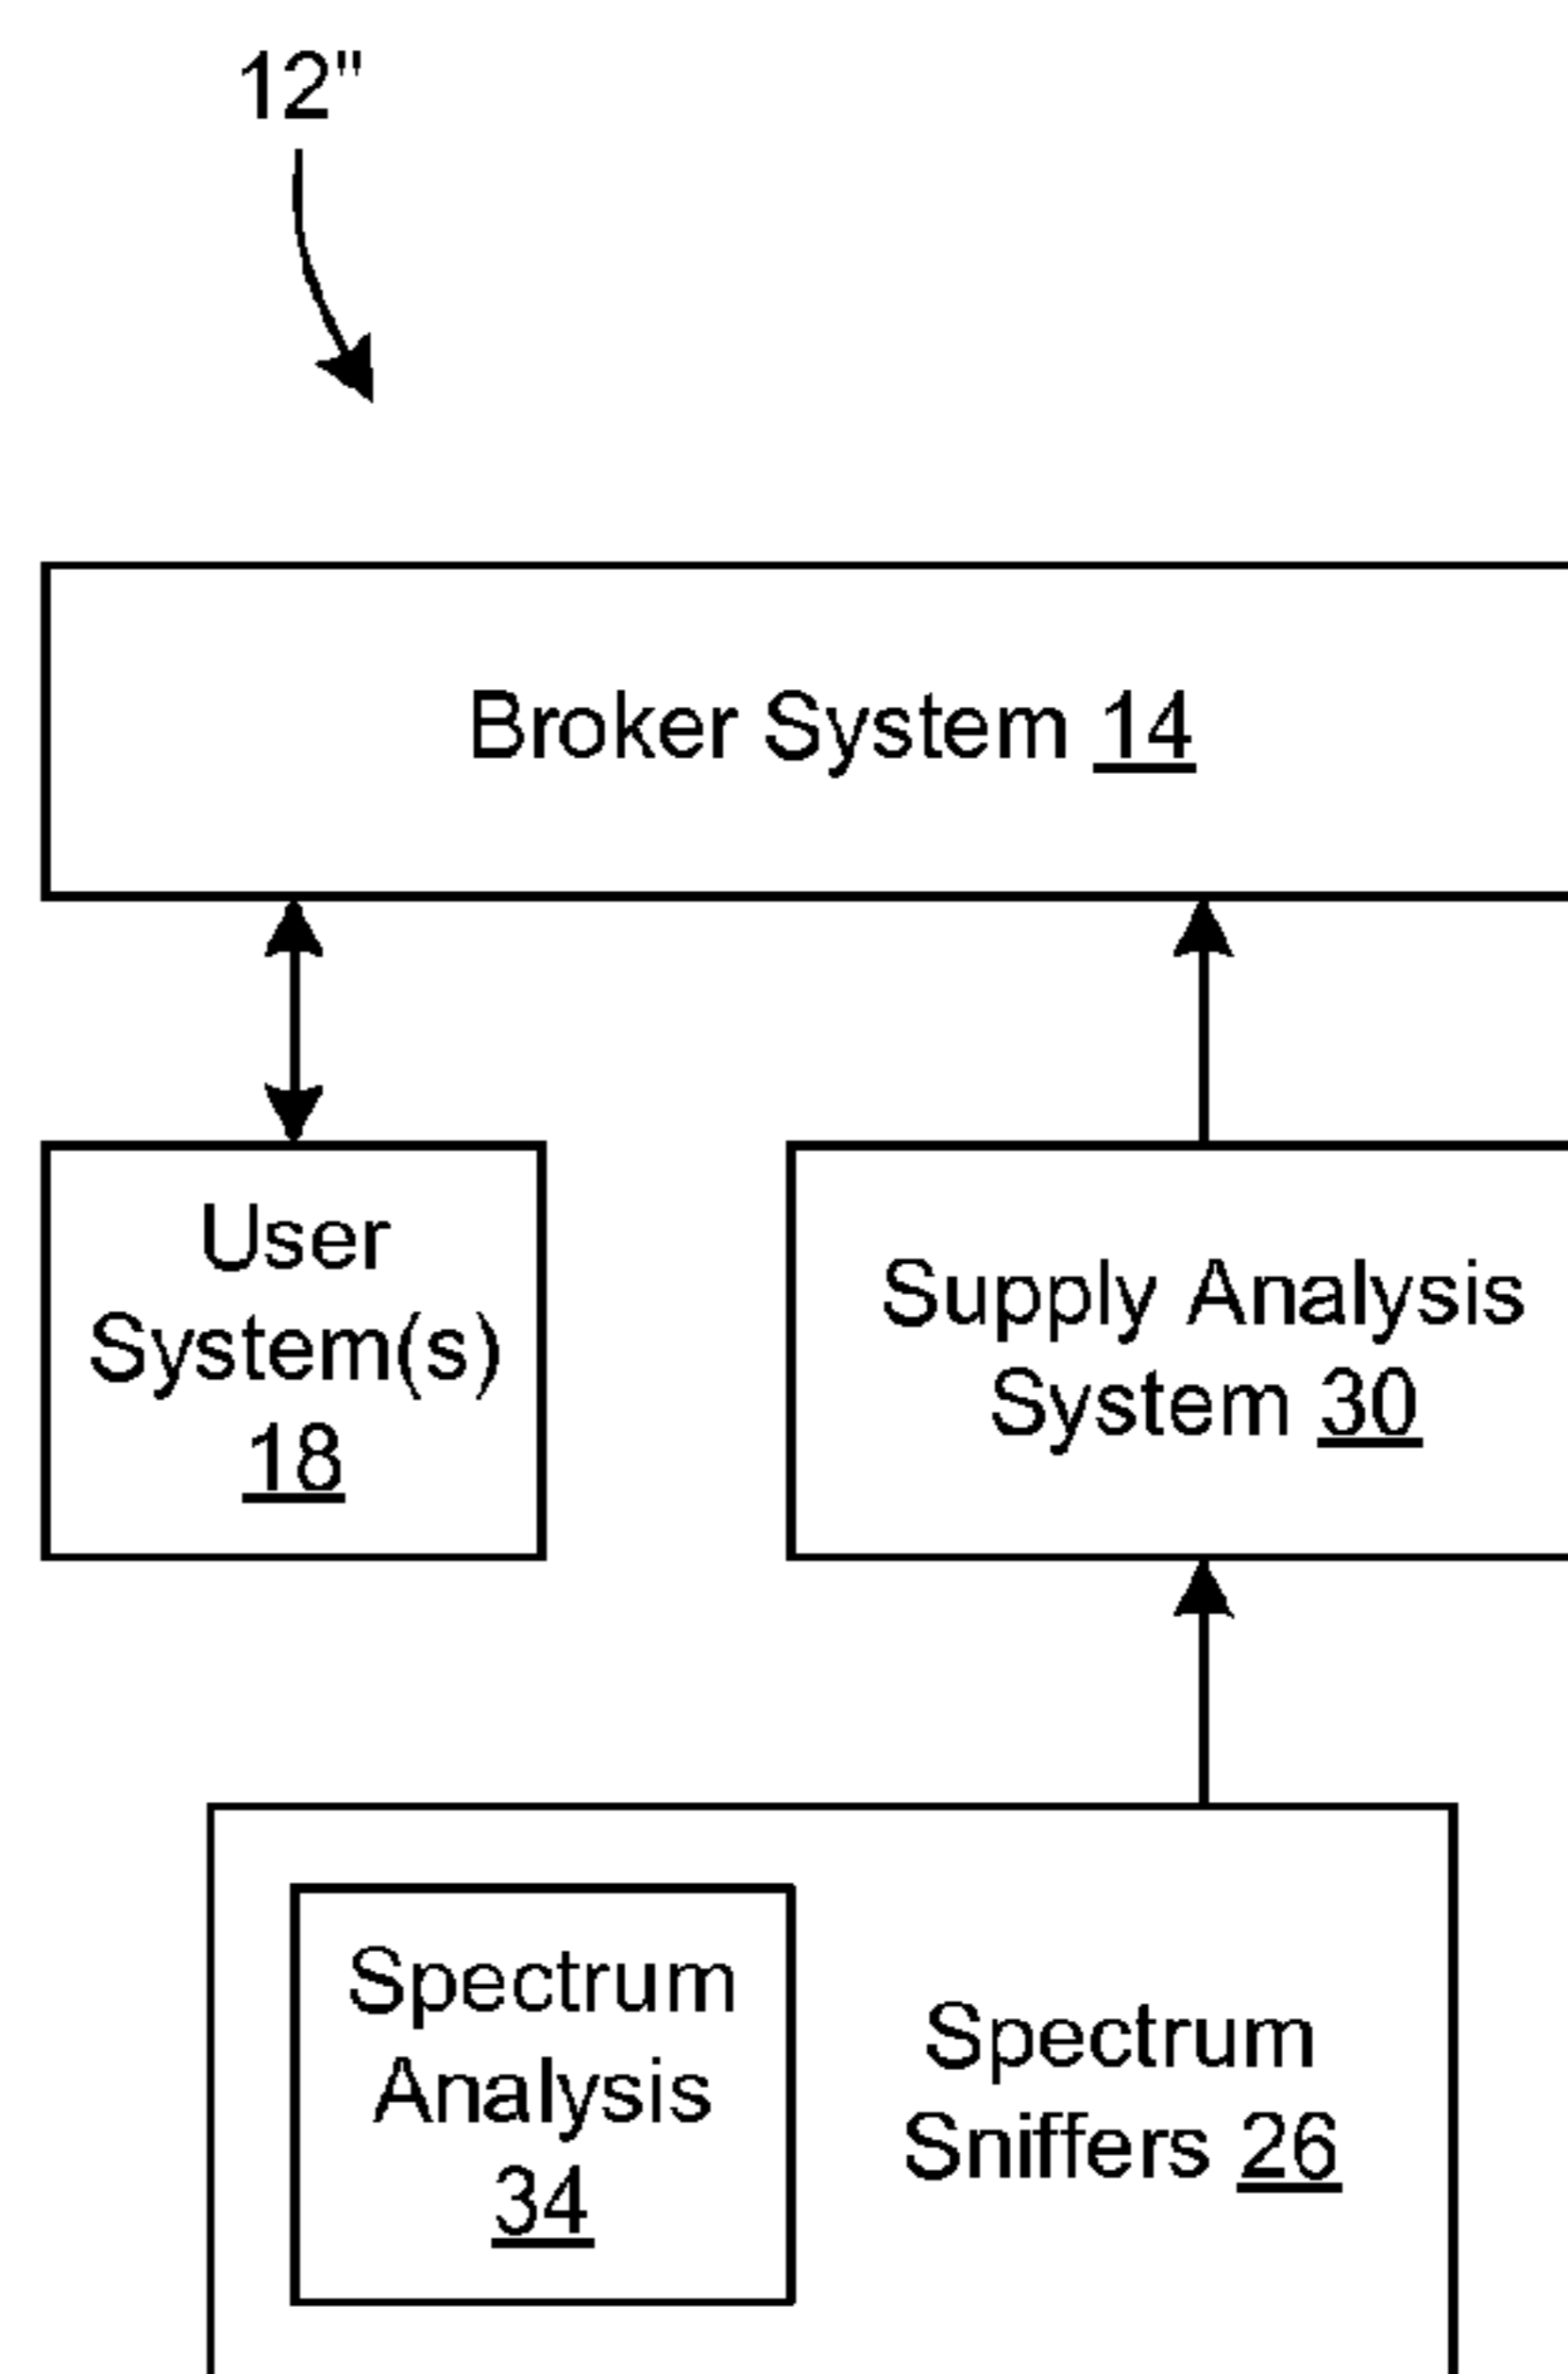 12"
Broker System 14
User
System(s)
18
Supply Analysis
System 30
Spectrum
Analysis
34
Spectrum
Sniffers 26